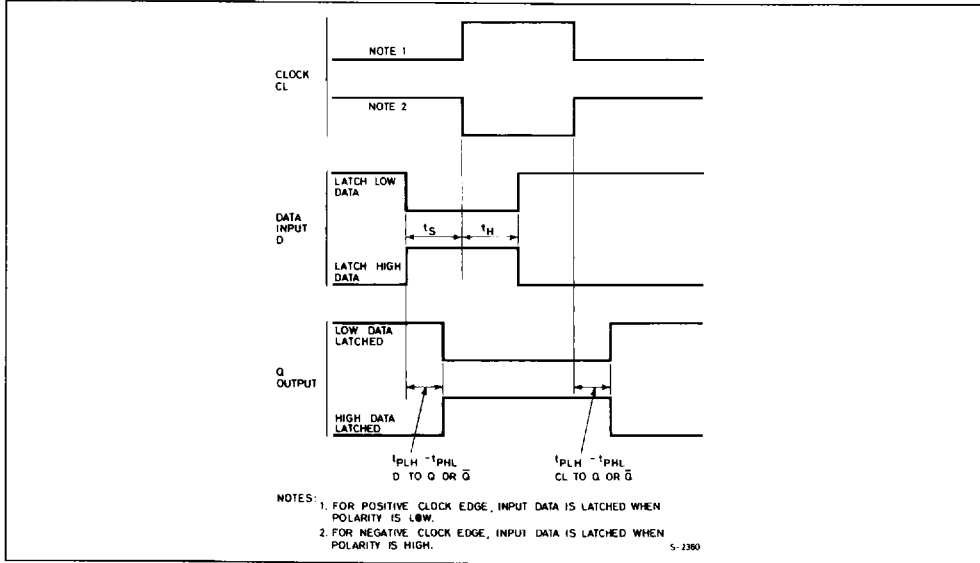 NOTE 1
CLOCK
CL
NOTE 2
LATCH LOW
DATA
DATA
INPUT
D
tS
tH
LATCH HIGH
DATA
LOW DATA
LATCHED
Q
OUTPUT
HIGH DATA
LATCHED
tPLH - tPHL
D TO Q OR Q̅
tPLH - tPHL
CL TO Q OR Q̅
NOTES:
1. FOR POSITIVE CLOCK EDGE, INPUT DATA IS LATCHED WHEN
POLARITY IS LOW.
2. FOR NEGATIVE CLOCK EDGE, INPUT DATA IS LATCHED WHEN
POLARITY IS HIGH.
S-2360